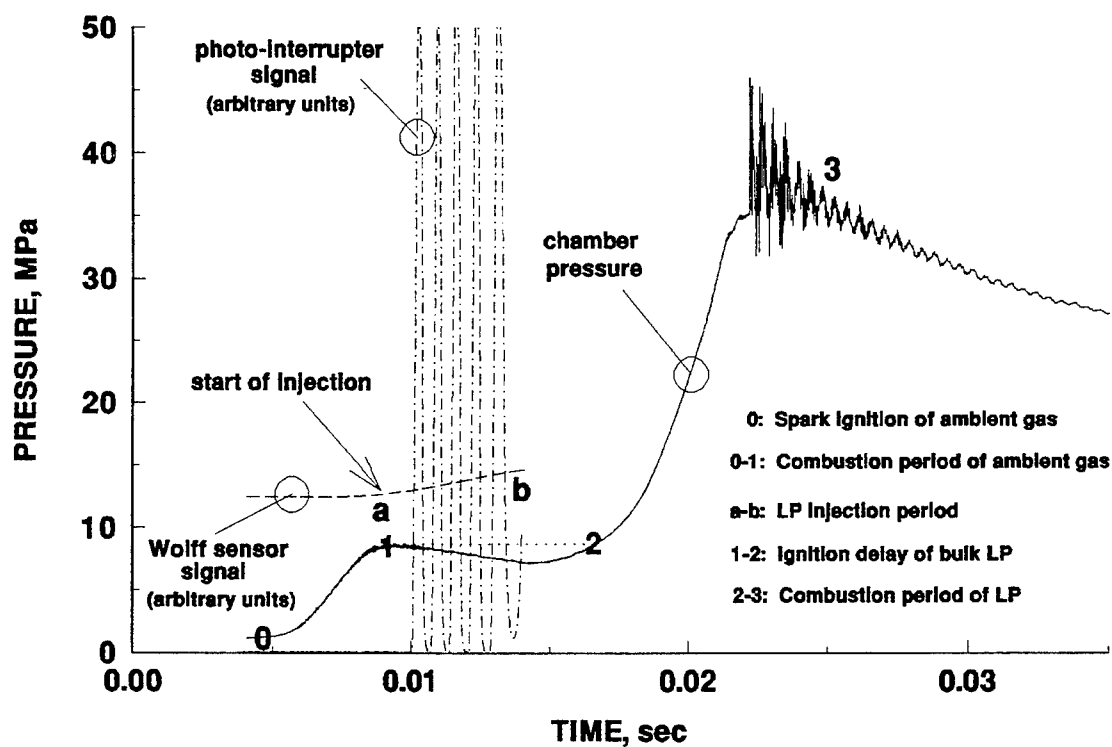 50
40
30
20
10
0
PRESSURE, MPa
photo-interrupter
signal
(arbitrary units)
3
chamber
pressure
start of injection
a
b
1
2
0
Wolff sensor
signal
(arbitrary units)
0: Spark ignition of ambient gas
0-1: Combustion period of ambient gas
a-b: LP injection period
1-2: Ignition delay of bulk LP
2-3: Combustion period of LP
0.00
0.01
0.02
0.03
TIME, sec